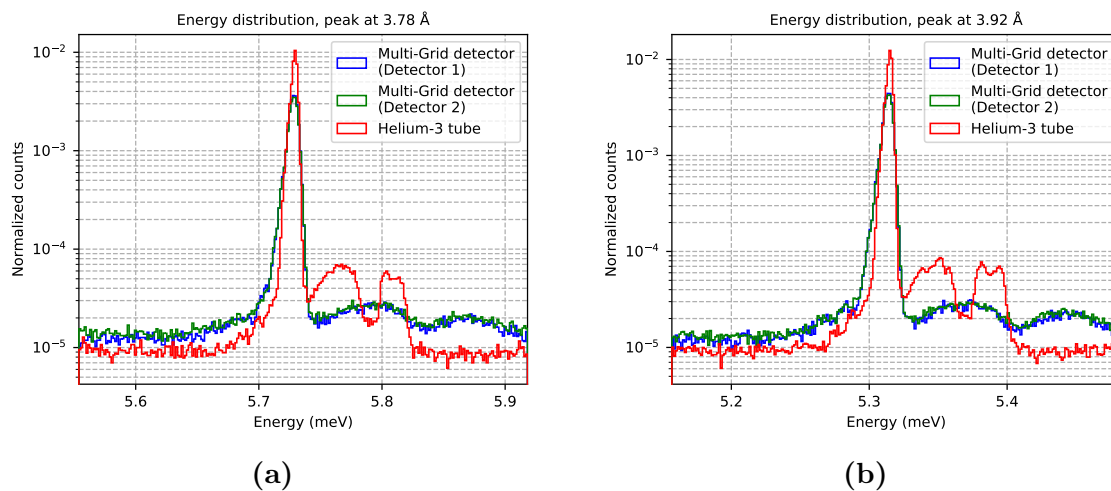 Energy distribution, peak at 3.78 Å
10⁻²
10⁻³
10⁻⁴
10⁻⁵
Normalized counts
Multi-Grid detector
(Detector 1)
Multi-Grid detector
(Detector 2)
Helium-3 tube
5.6 5.7 5.8 5.9
Energy (meV)
(a)
Energy distribution, peak at 3.92 Å
10⁻²
10⁻³
10⁻⁴
10⁻⁵
Normalized counts
Multi-Grid detector
(Detector 1)
Multi-Grid detector
(Detector 2)
Helium-3 tube
5.2 5.3 5.4
Energy (meV)
(b)